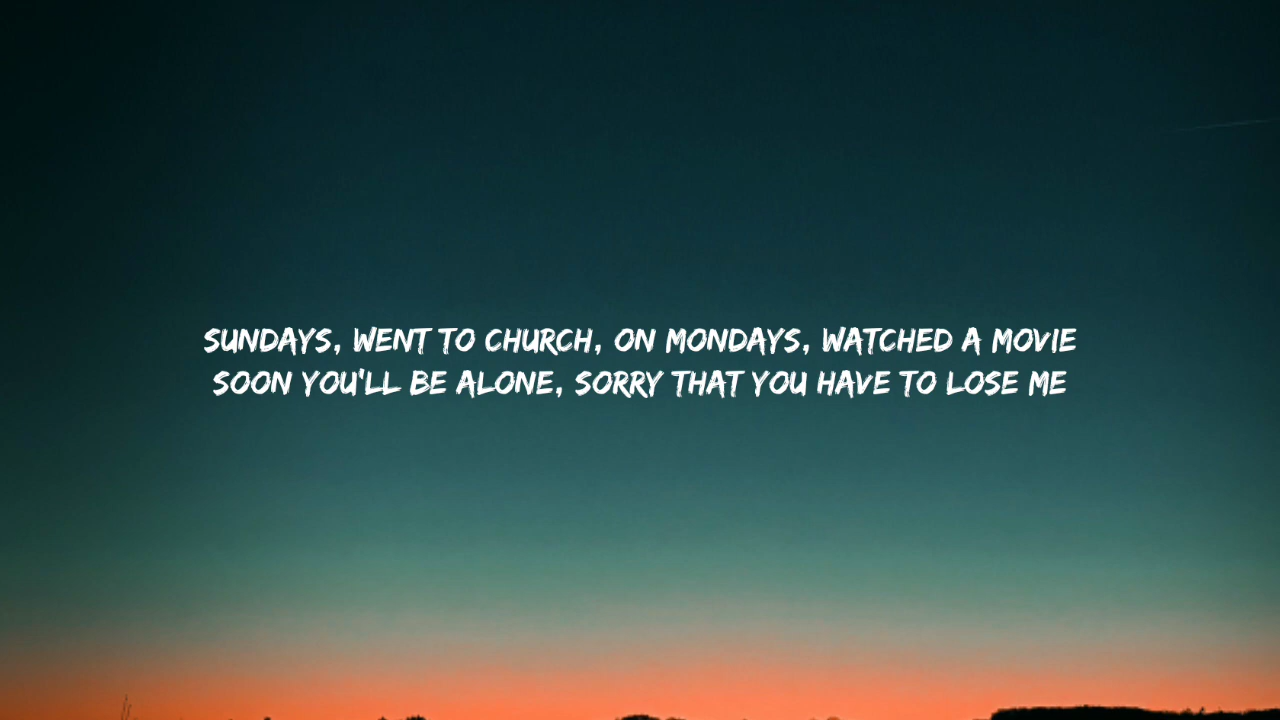 SUNDAYS, WENT TO CHURCH, ON MONDAYS, WATCHED A MOVIE
SOON YOU'LL BE ALONE, SORRY THAT YOU HAVE TO LOSE ME